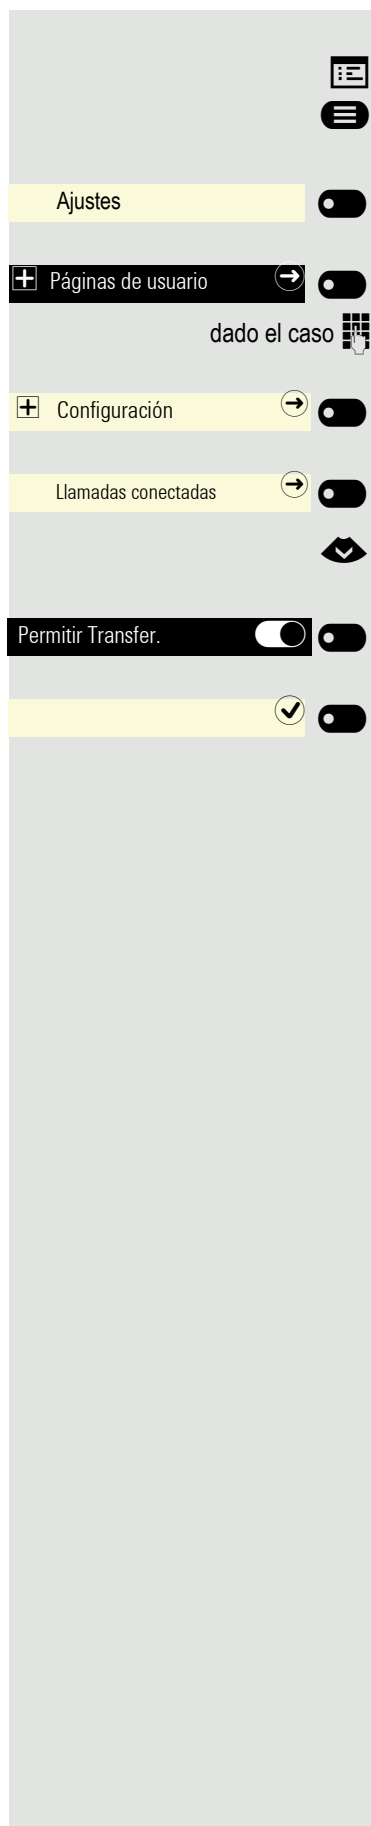 Ajustes
Páginas de usuario
dado el caso
Configuración
Llamadas conectadas
Permitir Transfer.